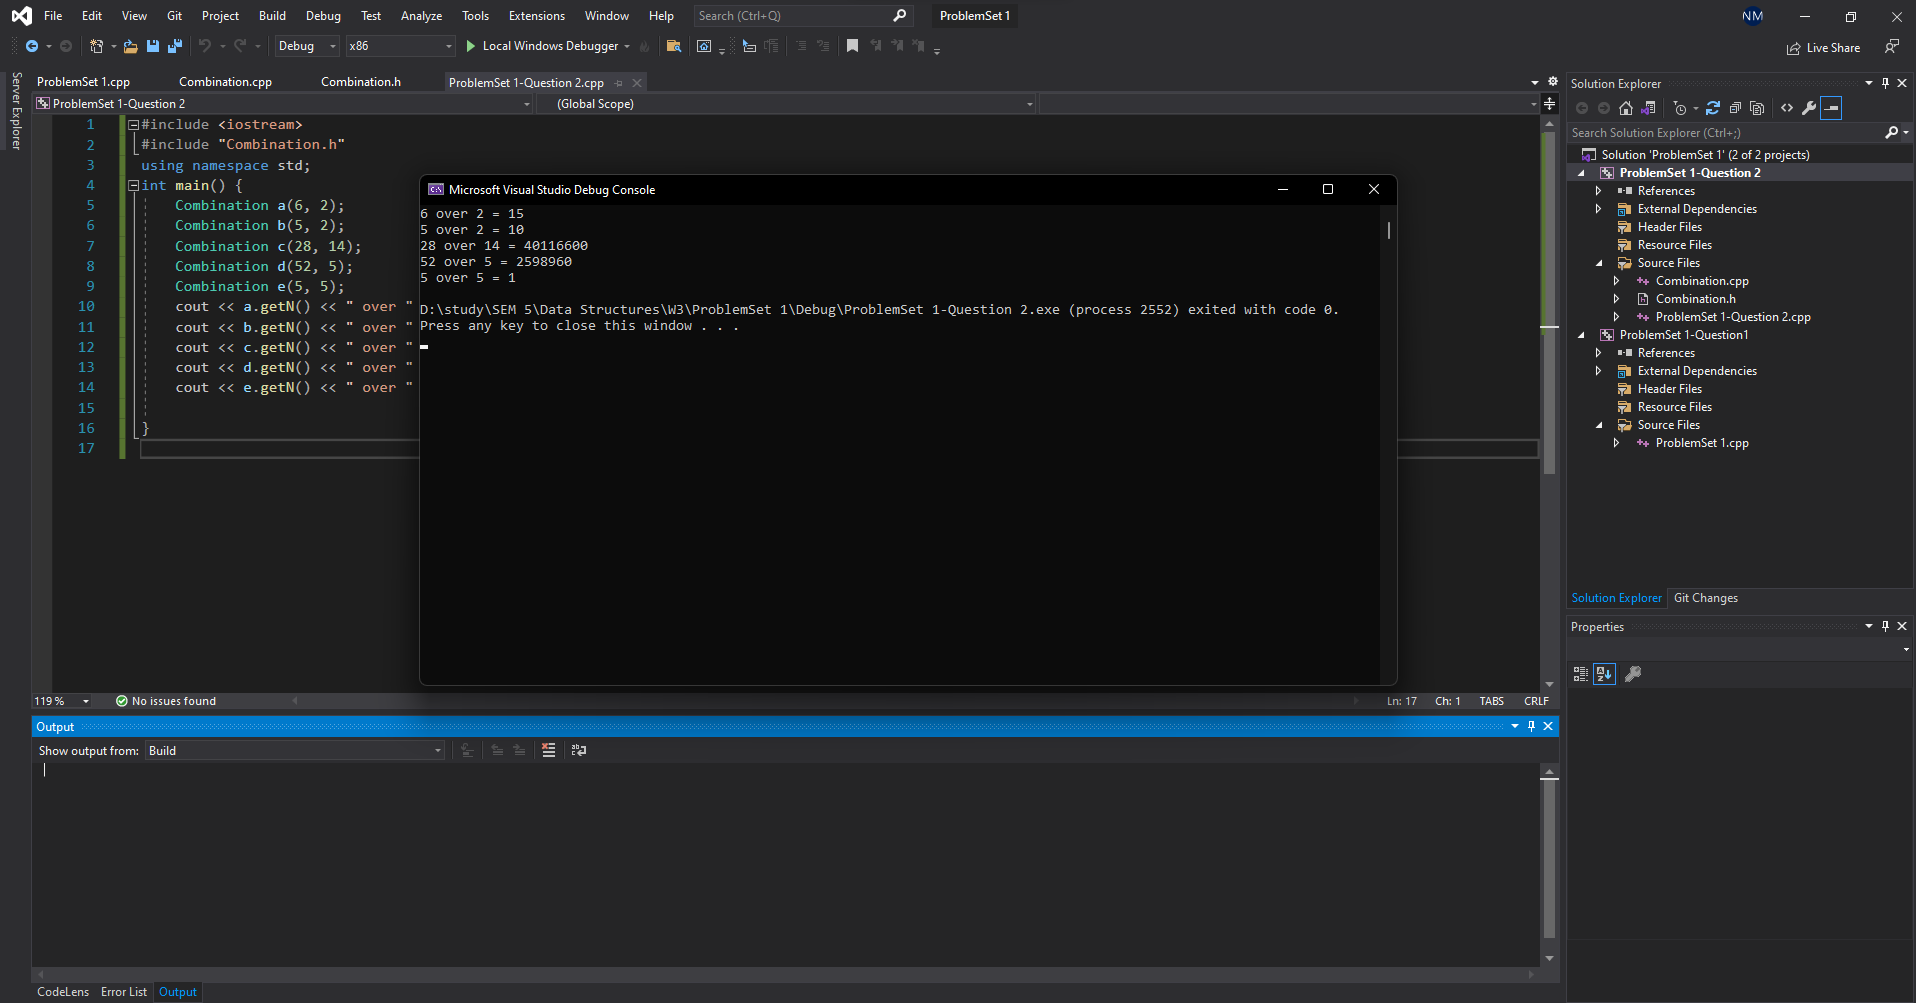 File Edit View Git Project Build Debug Test Analyze Tools Extensions Window Help Search (Ctrl+Q) ProblemSet 1 NM
Debug x86 Local Windows Debugger Live Share
Server Explorer
ProblemSet 1.cpp Combination.cpp Combination.h ProblemSet 1-Question 2.cpp
ProblemSet 1-Question 2 (Global Scope)
1 #include <iostream>
2 #include "Combination.h"
3 using namespace std;
4 int main() {
5 Combination a(6, 2);
6 Combination b(5, 2);
7 Combination c(28, 14);
8 Combination d(52, 5);
9 Combination e(5, 5);
10 cout << a.getN() << " over "
11 cout << b.getN() << " over "
12 cout << c.getN() << " over "
13 cout << d.getN() << " over "
14 cout << e.getN() << " over "
15
16 }
17
Microsoft Visual Studio Debug Console
6 over 2 = 15
5 over 2 = 10
28 over 14 = 40116600
52 over 5 = 2598960
5 over 5 = 1
D:\study\SEM 5\Data Structures\W3\ProblemSet 1\Debug\ProblemSet 1-Question 2.exe (process 2552) exited with code 0.
Press any key to close this window . . .
119 % No issues found Ln: 17 Ch: 1 TABS CRLF
Output
Show output from: Build
CodeLens Error List Output
Solution Explorer
Search Solution Explorer (Ctrl+;)
Solution 'ProblemSet 1' (2 of 2 projects)
ProblemSet 1-Question 2
References
External Dependencies
Header Files
Resource Files
Source Files
Combination.cpp
Combination.h
ProblemSet 1-Question 2.cpp
ProblemSet 1-Question1
References
External Dependencies
Header Files
Resource Files
Source Files
ProblemSet 1.cpp
Solution Explorer Git Changes
Properties